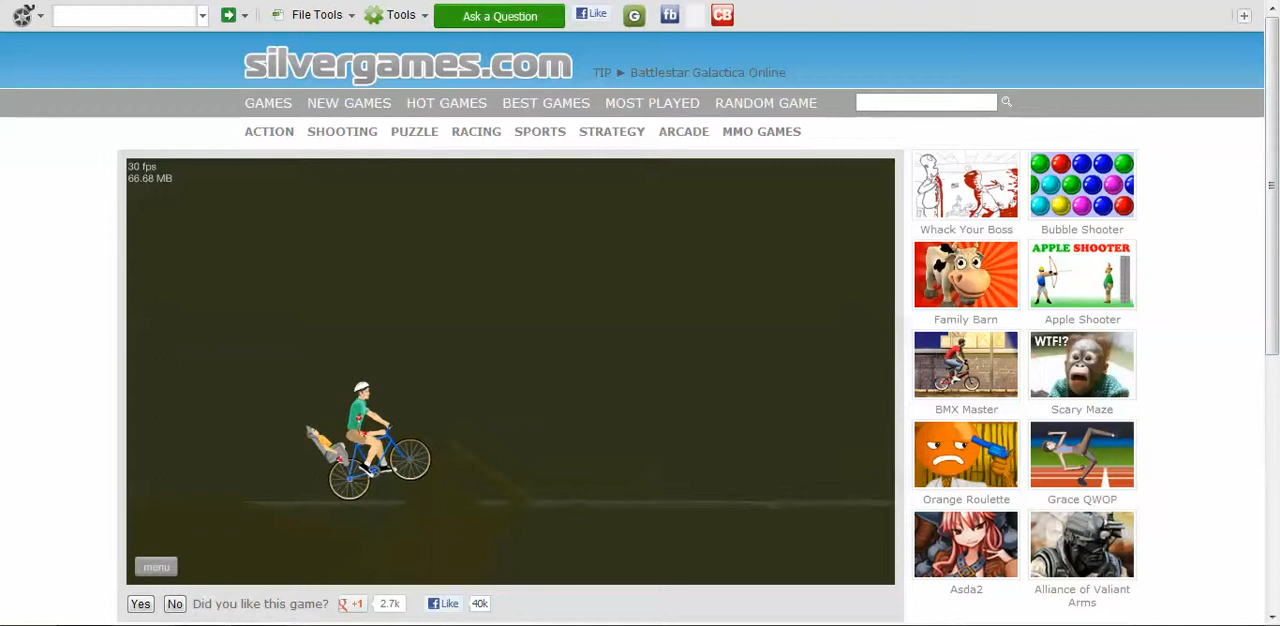 File Tools
Tools
Ask a Question
Like
G
fb
CB
silvergames.com
TIP ► Battlestar Galactica Online
GAMES NEW GAMES HOT GAMES BEST GAMES MOST PLAYED RANDOM GAME
ACTION SHOOTING PUZZLE RACING SPORTS STRATEGY ARCADE MMO GAMES
30 fps
66.68 MB
menu
Whack Your Boss
Bubble Shooter
APPLE SHOOTER
Family Barn
Apple Shooter
WTF!?
BMX Master
Scary Maze
Orange Roulette
Grace QWOP
Asda2
Alliance of Valiant
Arms
Yes No Did you like this game? +1 2.7k Like 40k